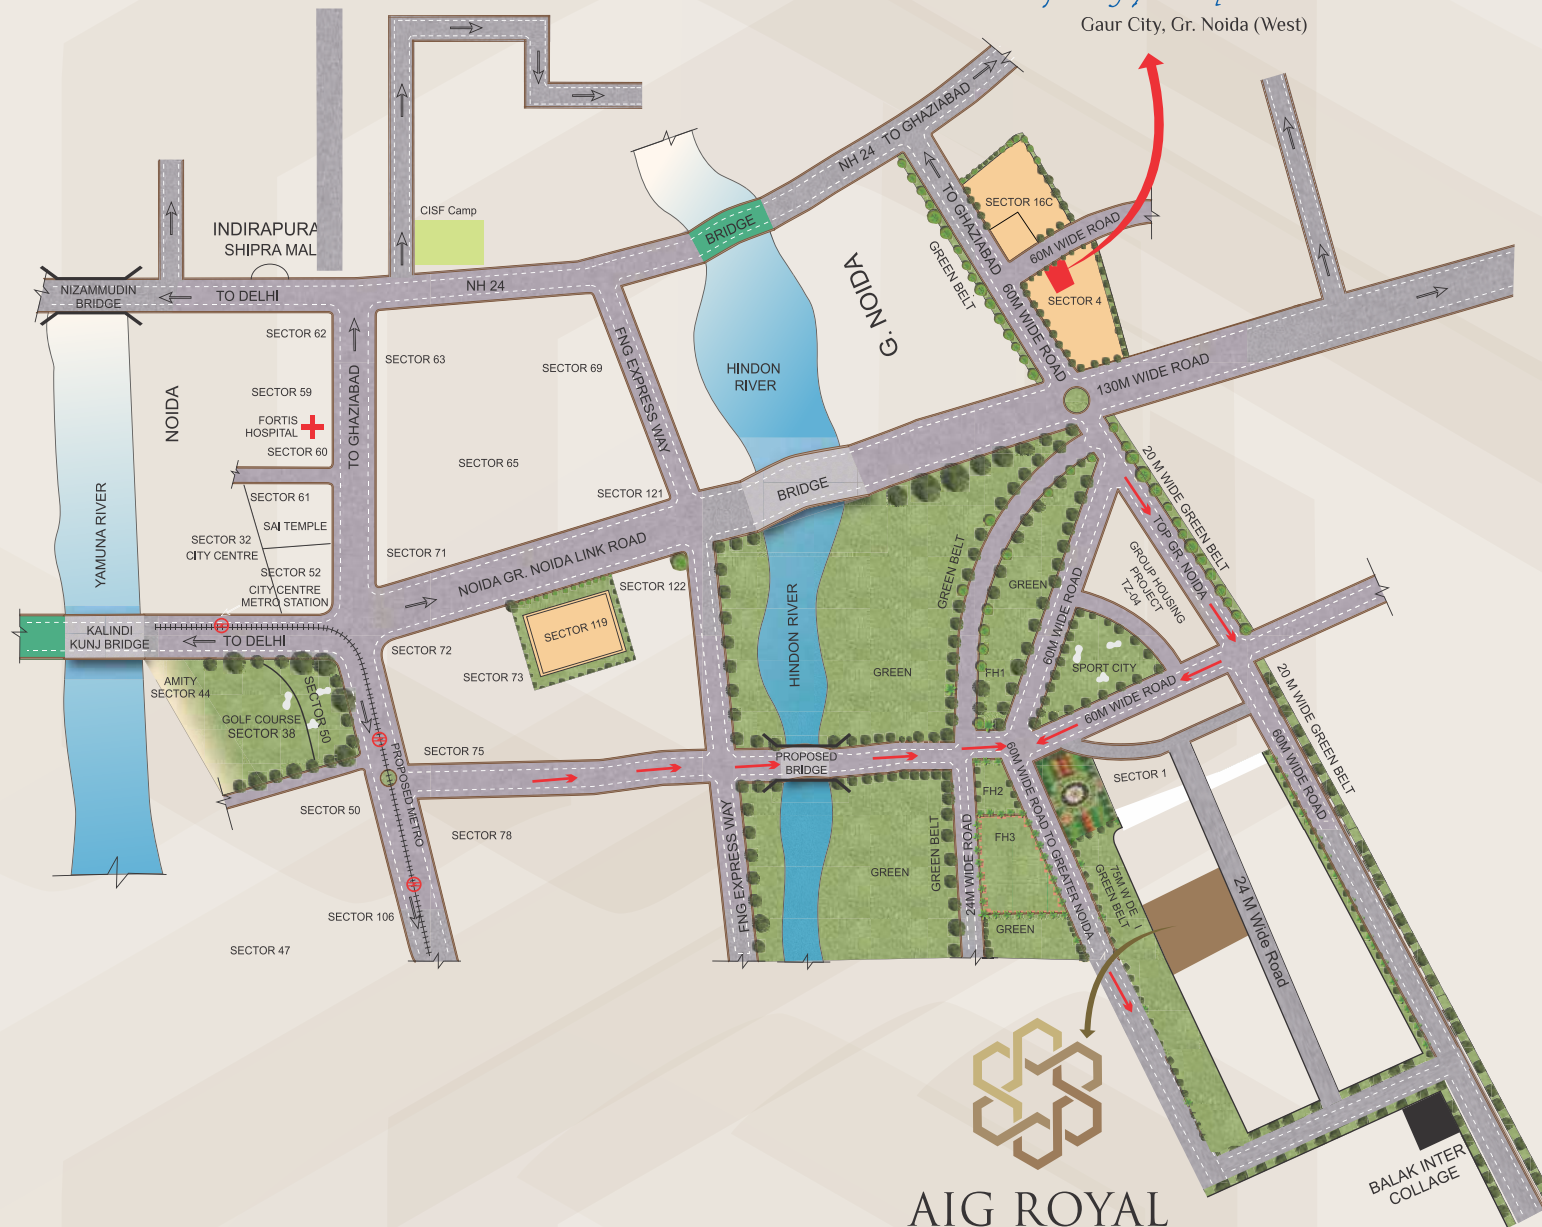 Gaur City, Gr. Noida (West)
NH 24
TO GHAZIABAD
CISF Camp
INDIRAPURA
SHIPRA MAL
BRIDGE
SECTOR 16C
TO GHAZIABAD
60M WIDE ROAD
GREEN BELT
G. NOIDA
SECTOR 4
60M WIDE ROAD
NIZAMMUDIN
BRIDGE
TO DELHI
NH 24
SECTOR 62
SECTOR 63
SECTOR 69
FNG EXPRESS WAY
HINDON
RIVER
130M WIDE ROAD
SECTOR 59
FORTIS
HOSPITAL
SECTOR 60
NOIDA
TO GHAZIABAD
SECTOR 65
SECTOR 121
BRIDGE
20 M WIDE GREEN BELT
SECTOR 61
SAI TEMPLE
SECTOR 32
CITY CENTRE
SECTOR 52
CITY CENTRE
METRO STATION
YAMUNA RIVER
SECTOR 71
NOIDA GR. NOIDA LINK ROAD
SECTOR 122
TOP GR. NOIDA
GROUP HOUSING
PROJECT
TZ-04
GREEN BELT
GREEN
60M WIDE ROAD
HINDON RIVER
KALINDI
KUNJ BRIDGE
TO DELHI
SECTOR 119
SECTOR 72
SECTOR 73
GREEN
FH1
SPORT CITY
60M WIDE ROAD
20 M WIDE GREEN BELT
AMITY
SECTOR 44
SECTOR 50
GOLF COURSE
SECTOR 38
PROPOSED METRO
SECTOR 75
PROPOSED
BRIDGE
60M WIDE ROAD TO GREATER NOIDA
SECTOR 1
60M WIDE ROAD
SECTOR 50
SECTOR 78
FNG EXPRESS WAY
FH2
FH3
GREEN
GREEN BELT
24M WIDE ROAD
75M W DE
GREEN BELT
24 M Wide Road
SECTOR 106
SECTOR 47
GREEN
BALAK INTER
COLLAGE
AIG ROYAL